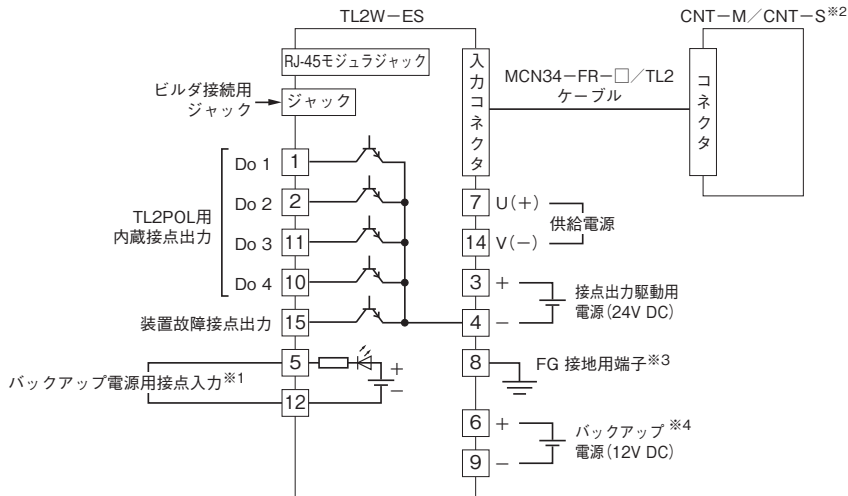 TL2W－ES
CNT－M／CNT－S※2
RJ-45モジュラジャック
ビルダ接続用
ジャック
ジャック
入力コネクタ
MCN34－FR－□／TL2
ケーブル
コネクタ
TL2POL用
内蔵接点出力
Do 1
1
Do 2
2
Do 3
11
Do 4
10
装置故障接点出力
15
7
U(＋)
供給電源
14
V(－)
3
＋
接点出力駆動用
電源(24V DC)
4
－
バックアップ電源用接点入力※1
5
＋
－
12
8
FG 接地用端子※3
6
＋
バックアップ※4
電源(12V DC)
9
－